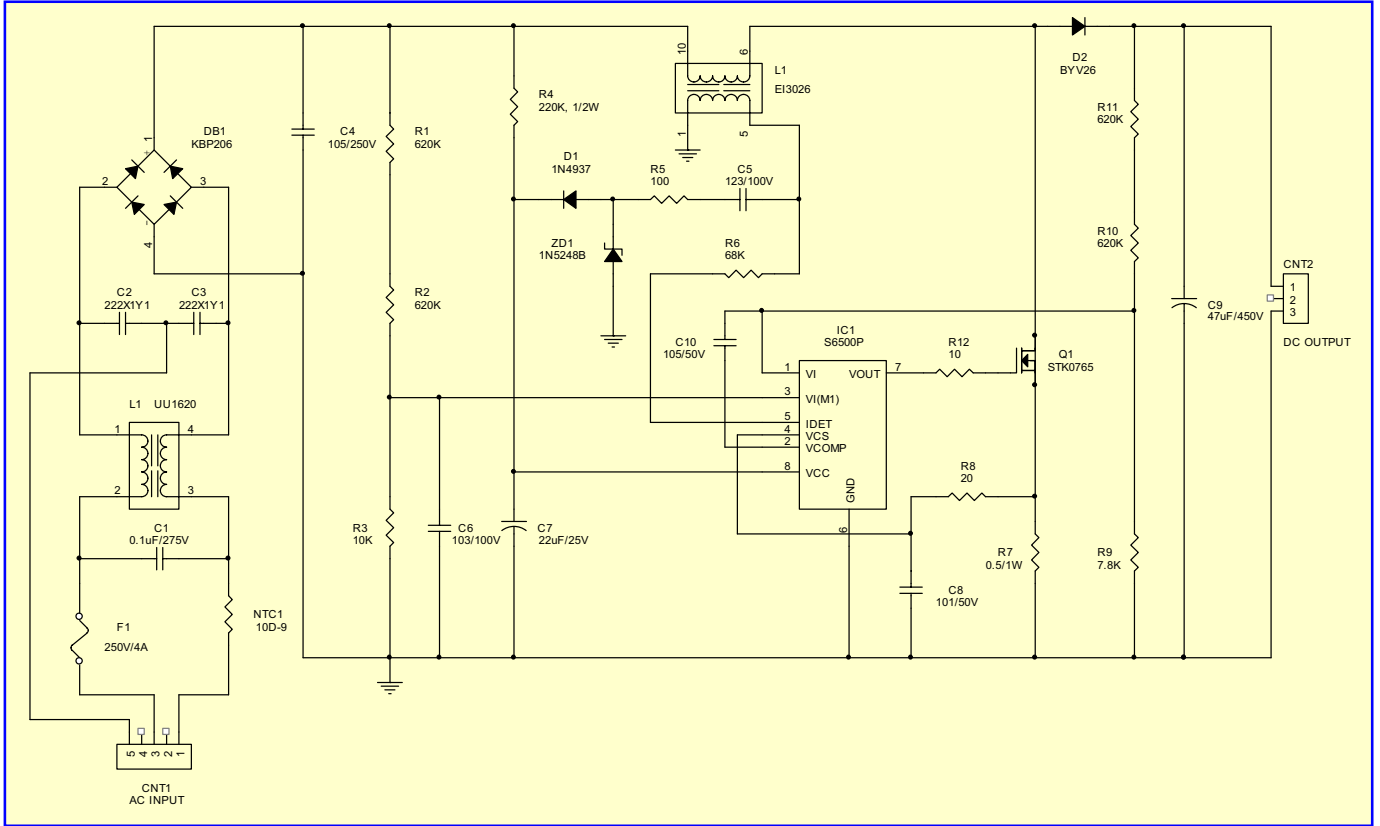 10
6
L1
EI3026
D2
BYV26
R4
220K, 1/2W
R11
620K
1
5
DB1
KBP206
1
+
C4
105/250V
R1
620K
D1
1N4937
R5
100
C5
123/100V
2
3
-
4
ZD1
1N5248B
R6
68K
R10
620K
CNT2
1
2
3
DC OUTPUT
C2
222X1Y1
C3
222X1Y1
R2
620K
C9
47uF/450V
C10
105/50V
IC1
S6500P
R12
10
Q1
STK0765
1
VI
VOUT
7
3
VI(M1)
5
IDET
4
VCS
2
VCOMP
8
VCC
GND
6
L1 UU1620
1
4
2
3
R8
20
C1
0.1uF/275V
R3
10K
C6
103/100V
C7
22uF/25V
R7
0.5/1W
R9
7.8K
C8
101/50V
F1
250V/4A
NTC1
10D-9
5
4
3
2
1
CNT1
AC INPUT